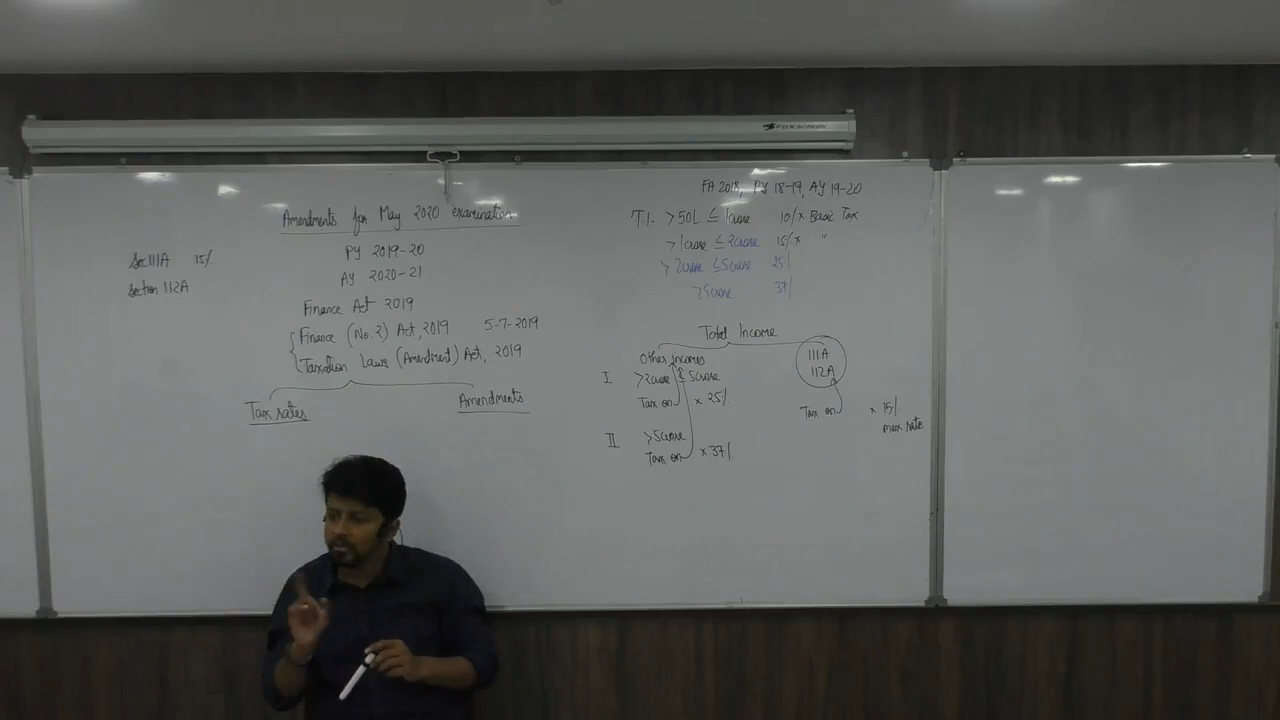 FOXSCREEN
Amendments for May 2020 examination
PY 2019-20
AY 2020-21
Finance Act 2019
Finance (No.2) Act, 2019 5-7-2019
Taxation Laws (Amendment) Act, 2019
Tax rates Amendments
Sec 111A 15%
Section 112A
FA 2018, PY 18-19, AY 19-20
T.I. >50L ≤ 1crore 10% x Basic Tax
>1crore ≤ 2crore 15% x "
>2crore ≤5crore 25%
>5crore 37%
Total Income
Other incomes 111A
112A
I >2crore ≤ 5crore
Tax on x 25%. Tax on x 15%.
max rate
II >5crore
Tax on x 37%.